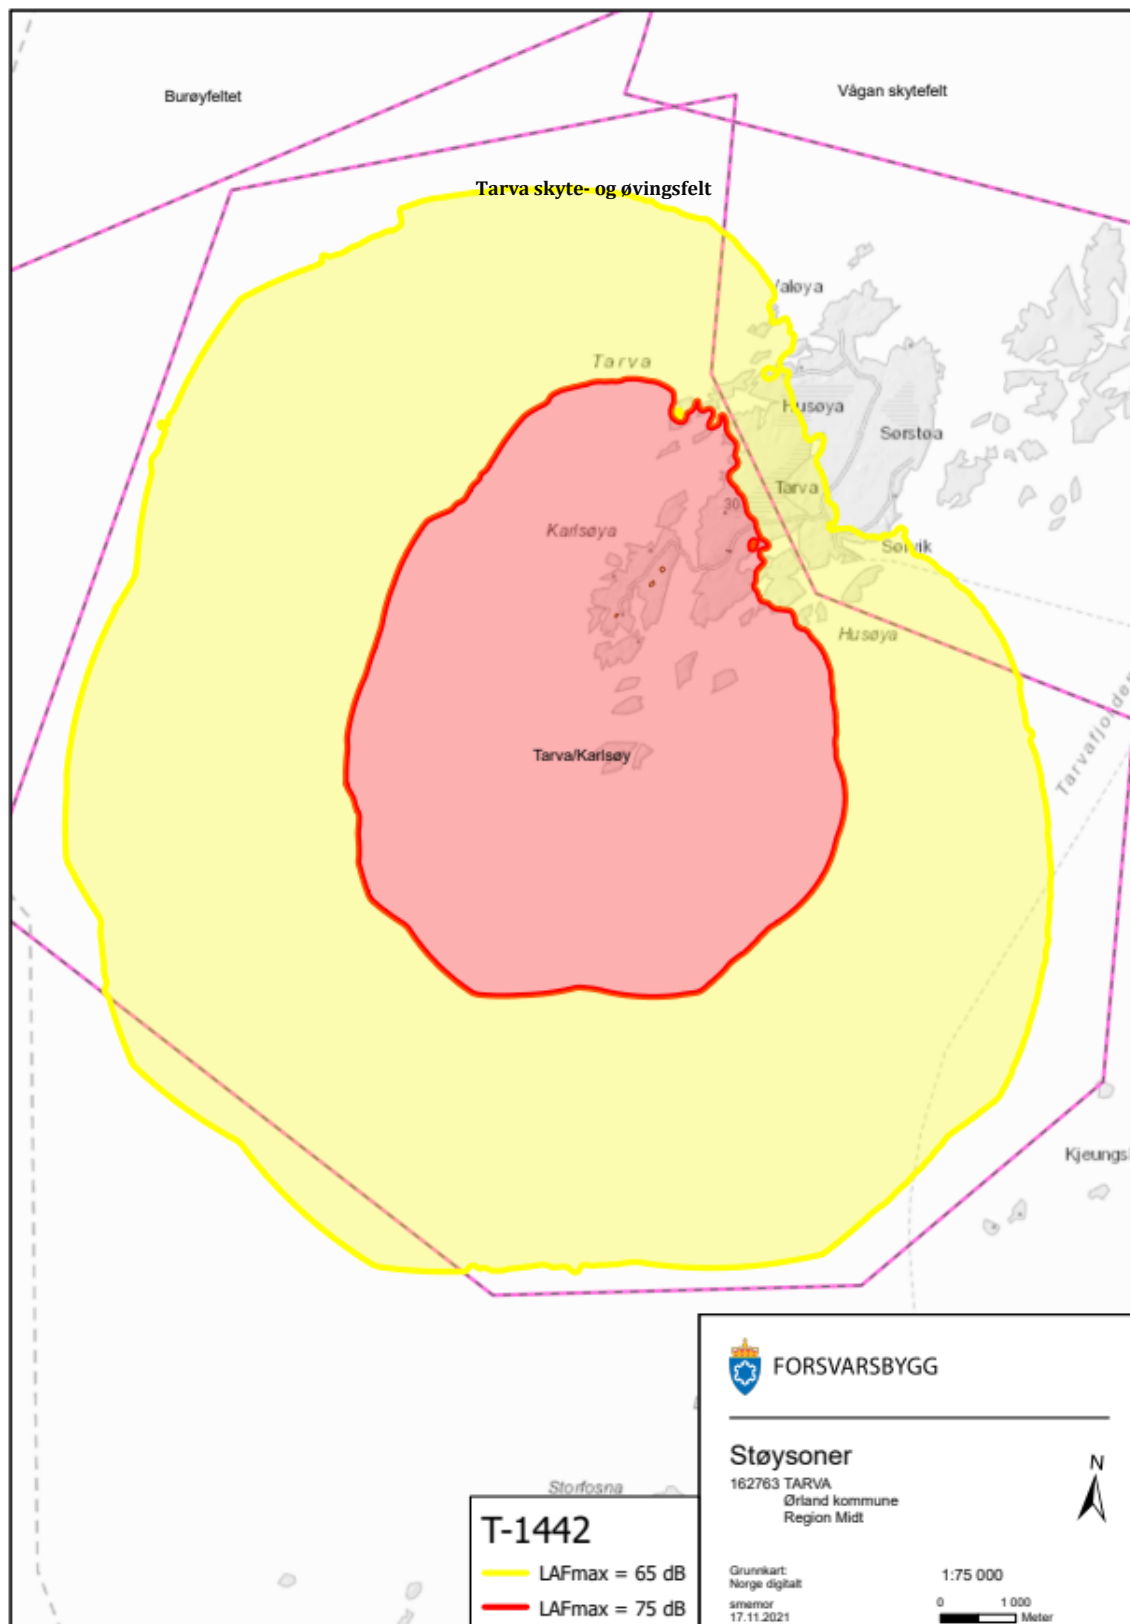 Burøyfeltet
Vågan skytefelt
Tarva skyte- og øvingsfelt
Tarva
Husøya
Sørstøa
Tarva
30
Karlsøya
Husøya
Tarva/Karlsøy
Tarvafjorden
Storfosna
FORSVARSBYGG
Støysoner
162763 TARVA
Ørland kommune
Region Midt
N
T-1442
LAFmax = 65 dB
LAFmax = 75 dB
Grunnkart:
Norge digitalt
smemor
17.11.2021
1:75 000
0 1 000
Meter